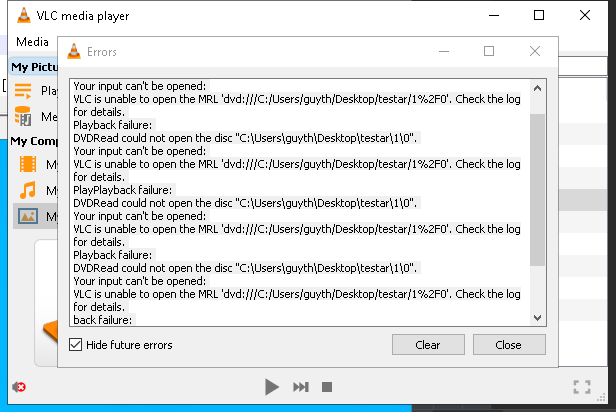 VLC media player
Media
Errors
My Pictu
Pla
Me
My Comp
My
My
My
Your input can't be opened:
VLC is unable to open the MRL 'dvd:///C:/Users/guyth/Desktop/testar/1%2F0'. Check the log
for details.
Playback failure:
DVDRead could not open the disc "C:\Users\guyth\Desktop\testar\1\0".
Your input can't be opened:
VLC is unable to open the MRL 'dvd:///C:/Users/guyth/Desktop/testar/1%2F0'. Check the log
for details.
PlayPlayback failure:
DVDRead could not open the disc "C:\Users\guyth\Desktop\testar\1\0".
Your input can't be opened:
VLC is unable to open the MRL 'dvd:///C:/Users/guyth/Desktop/testar/1%2F0'. Check the log
for details.
Playback failure:
DVDRead could not open the disc "C:\Users\guyth\Desktop\testar\1\0".
Your input can't be opened:
VLC is unable to open the MRL 'dvd:///C:/Users/guyth/Desktop/testar/1%2F0'. Check the log
for details.
back failure:
Hide future errors
Clear
Close